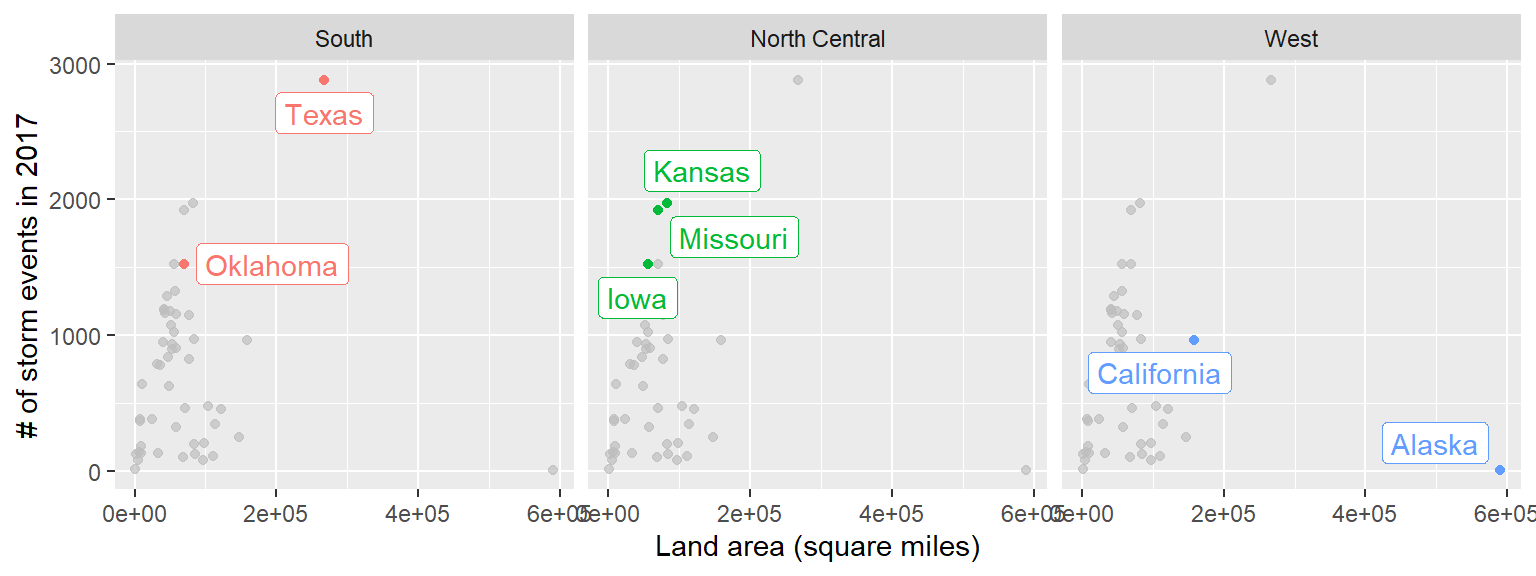 South North Central West
# of storm events in 2017
3000
2000
1000
0
Texas
Oklahoma
Kansas
Missouri
Iowa
California
Alaska
0e+00 2e+05 4e+05 6e+05 0e+00 2e+05 4e+05 6e+05 0e+00 2e+05 4e+05 6e+05
Land area (square miles)